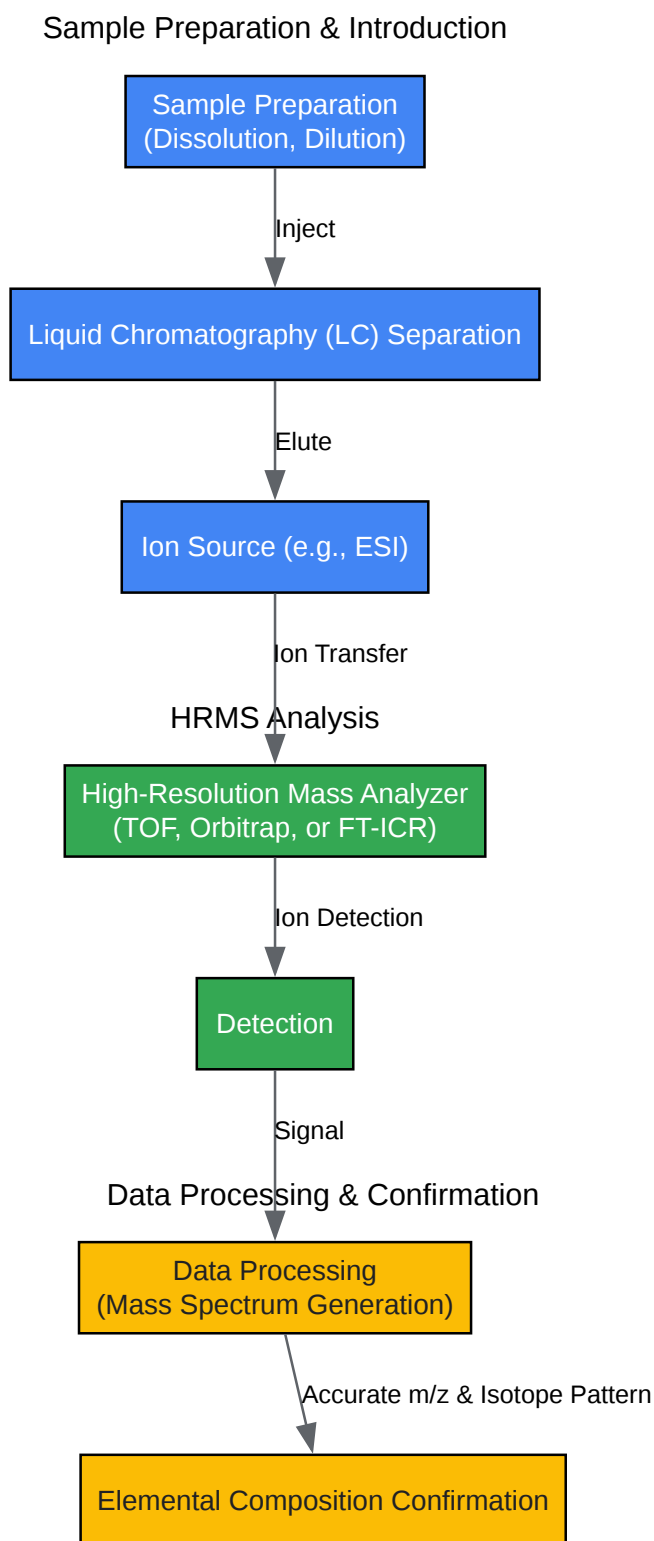 Sample Preparation & Introduction
Sample Preparation
(Dissolution, Dilution)
Inject
Liquid Chromatography (LC) Separation
Elute
Ion Source (e.g., ESI)
Ion Transfer
HRMS Analysis
High-Resolution Mass Analyzer
(TOF, Orbitrap, or FT-ICR)
Ion Detection
Detection
Signal
Data Processing & Confirmation
Data Processing
(Mass Spectrum Generation)
Accurate m/z & Isotope Pattern
Elemental Composition Confirmation